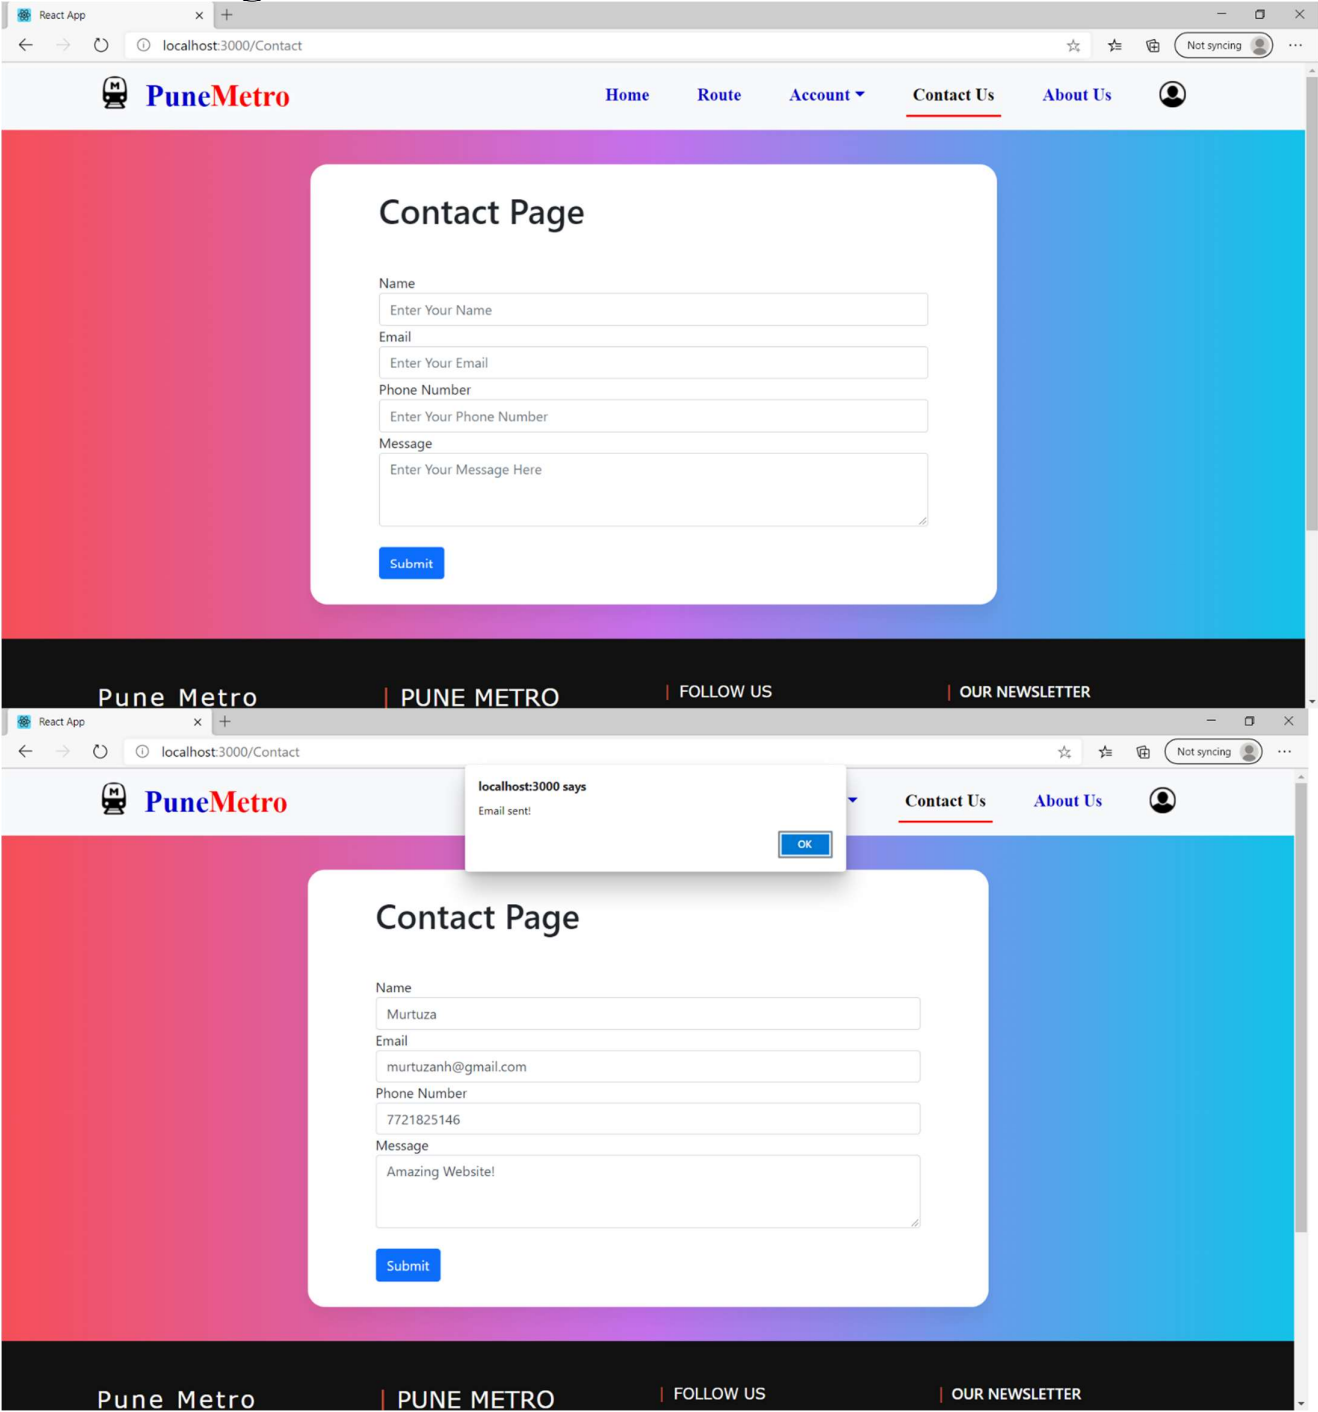 React App
localhost:3000/Contact
Not syncing
PuneMetro Home Route Account Contact Us About Us
Contact Page
Name
Enter Your Name
Email
Enter Your Email
Phone Number
Enter Your Phone Number
Message
Enter Your Message Here
Submit
Pune Metro | PUNE METRO | FOLLOW US | OUR NEWSLETTER
React App
localhost:3000/Contact
Not syncing
localhost:3000 says
Email sent!
OK
PuneMetro Contact Us About Us
Contact Page
Name
Murtuza
Email
murtuzanh@gmail.com
Phone Number
7721825146
Message
Amazing Website!
Submit
Pune Metro | PUNE METRO | FOLLOW US | OUR NEWSLETTER